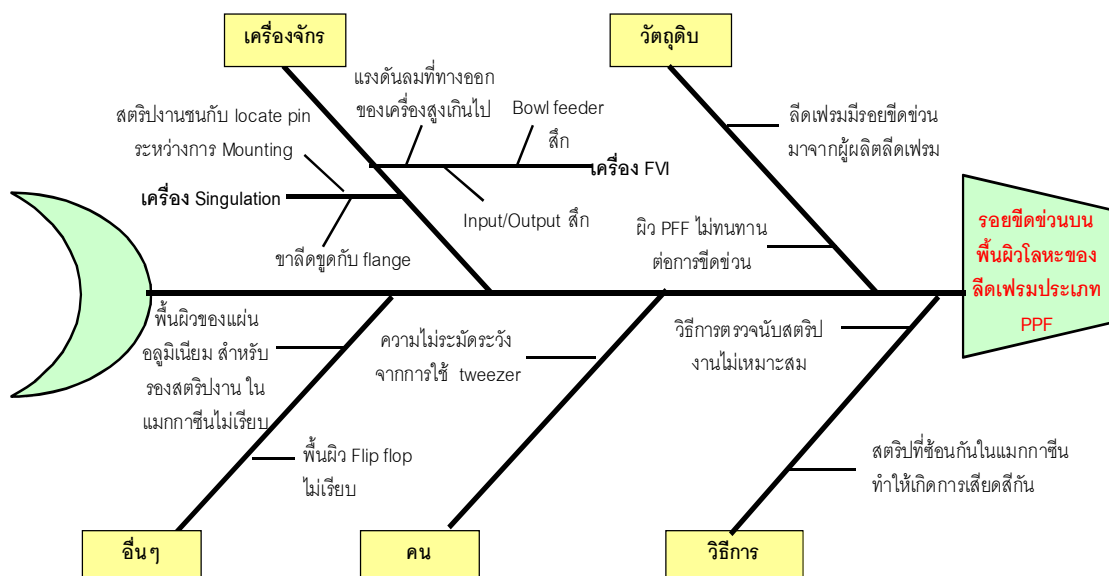 เครื่องจักร
วัตถุดิบ
แรงดันลมที่ทางออก
ของเครื่องสูงเกินไป
Bowl feeder
สึก
สตริปงานชนกับ locate pin
ระหว่างการ Mounting
เครื่อง FVI
เครื่อง Singulation
Input/Output สึก
ขาลีดขูดกับ flange
ลีดเฟรมมีรอยขีดข่วน
มาจากผู้ผลิตลีดเฟรม
ผิว PFF ไม่ทนทาน
ต่อการขีดข่วน
รอยขีดข่วนบน
พื้นผิวโลหะของ
ลีดเฟรมประเภท
PPF
พื้นผิวของแผ่น
อลูมิเนียม สำหรับ
รองสตริปงาน ใน
แมกกาซีนไม่เรียบ
พื้นผิว Flip flop
ไม่เรียบ
ความไม่ระมัดระวัง
จากการใช้ tweezer
วิธีการตรวจนับสตริป
งานไม่เหมาะสม
สตริปที่ซ้อนกันในแมกกาซีน
ทำให้เกิดการเสียดสีกัน
อื่นๆ
คน
วิธีการ